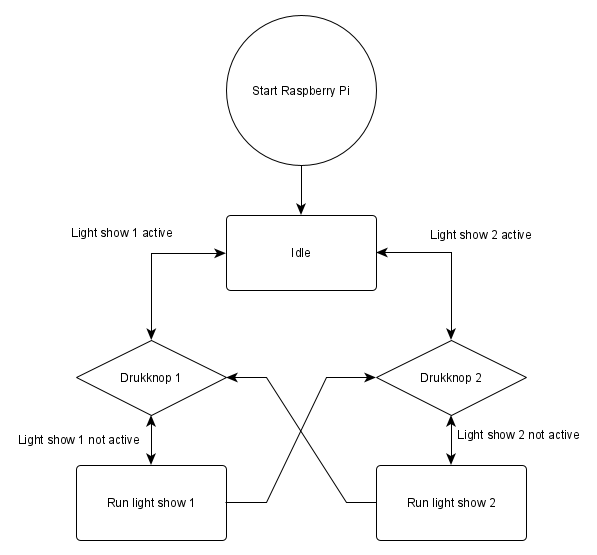 Start Raspberry Pi
Light show 1 active
Light show 2 active
Idle
Drukknop 1
Drukknop 2
Light show 1 not active
Light show 2 not active
Run light show 1
Run light show 2